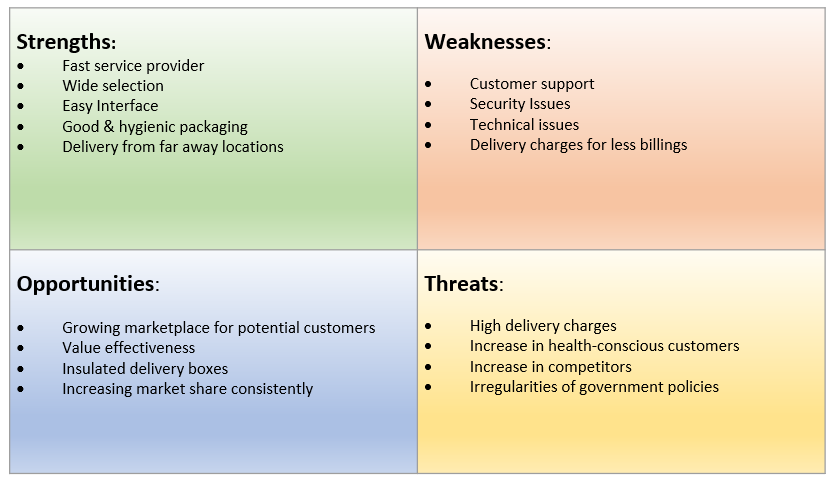 Strengths:
• Fast service provider
• Wide selection
• Easy Interface
• Good & hygienic packaging
• Delivery from far away locations
Weaknesses:
• Customer support
• Security Issues
• Technical issues
• Delivery charges for less billings
Opportunities:
• Growing marketplace for potential customers
• Value effectiveness
• Insulated delivery boxes
• Increasing market share consistently
Threats:
• High delivery charges
• Increase in health-conscious customers
• Increase in competitors
• Irregularities of government policies